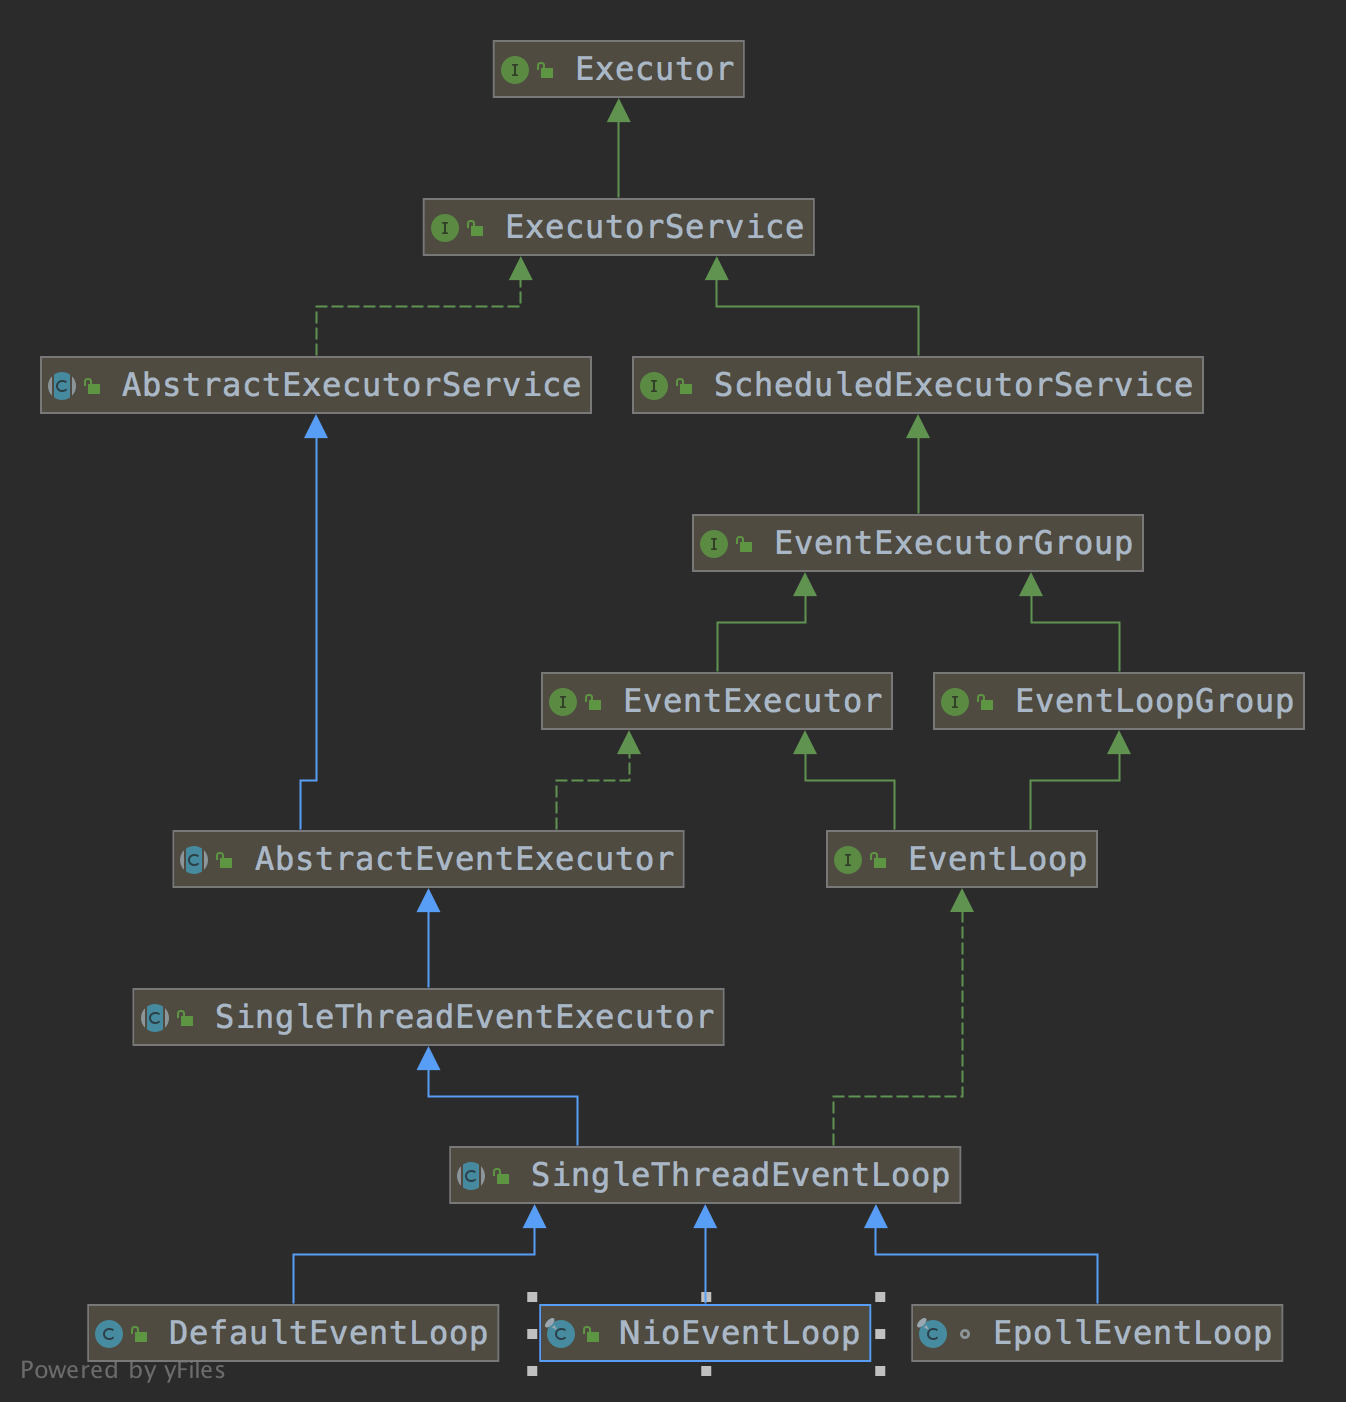 Executor
ExecutorService
AbstractExecutorService
ScheduledExecutorService
EventExecutorGroup
EventExecutor
EventLoopGroup
AbstractEventExecutor
EventLoop
SingleThreadEventExecutor
SingleThreadEventLoop
DefaultEventLoop
NioEventLoop
EpollEventLoop
Powered by yFiles